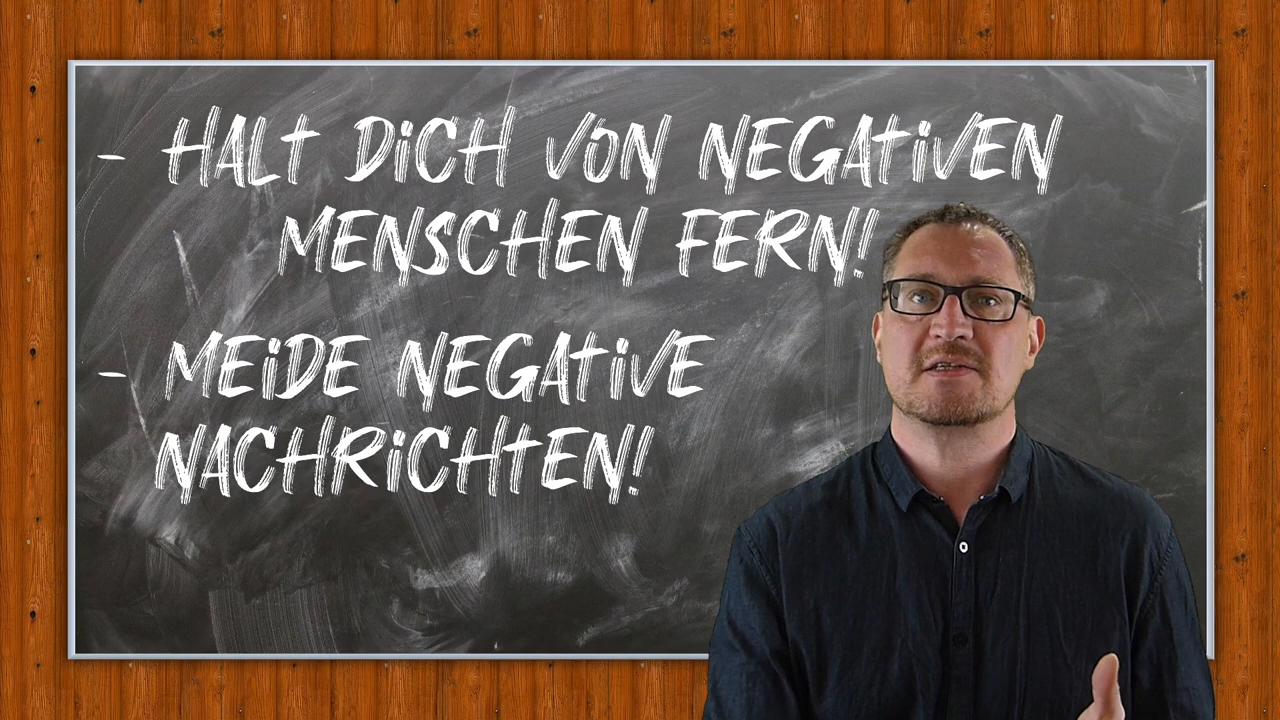 - HALT DiCH VON NEGATiVEN
MENSCHEN FERN!
- MEiDE NEGATiVE
NACHRiCHTEN!